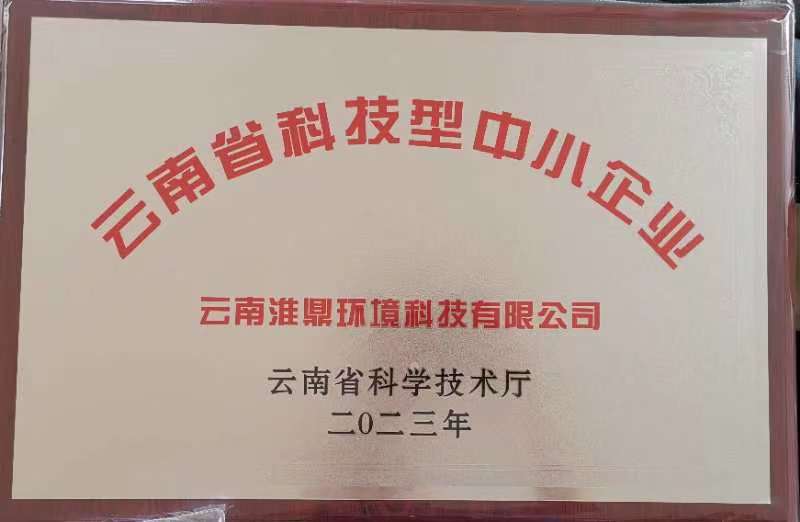 云南省科技型中小企业
云南淮鼎环境科技有限公司
云南省科学技术厅
二0二三年